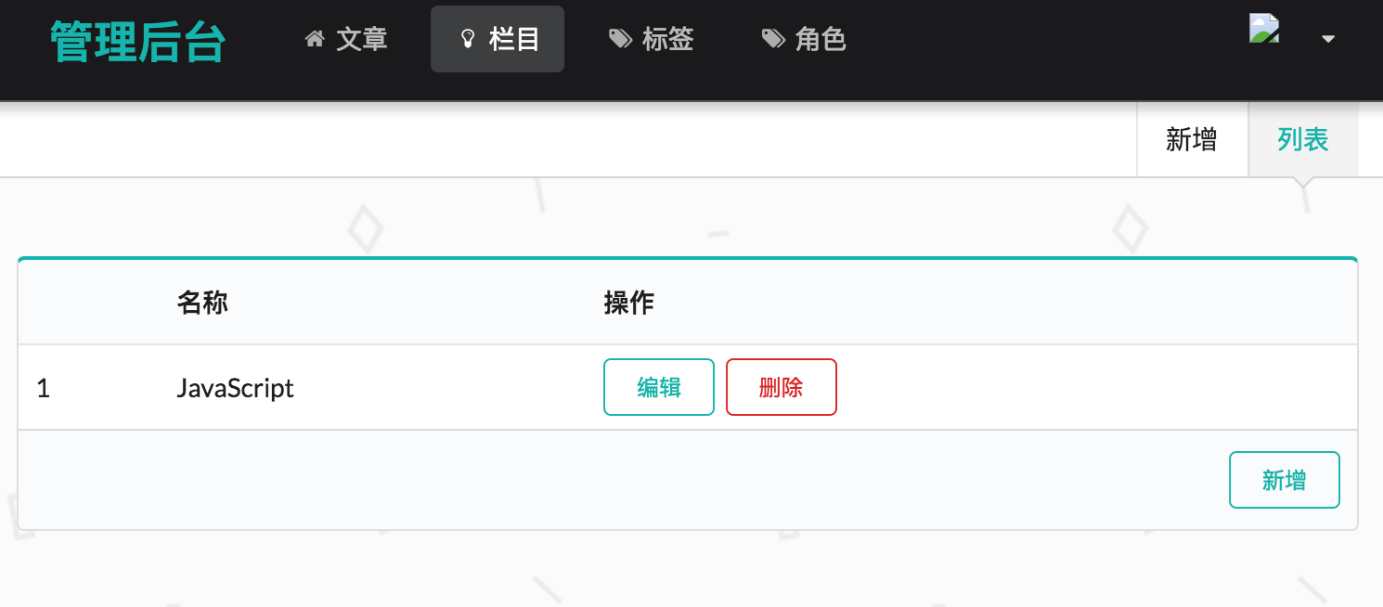 管理后台 文章 栏目 标签 角色
新增 列表
名称 操作
1 JavaScript 编辑 删除
新增